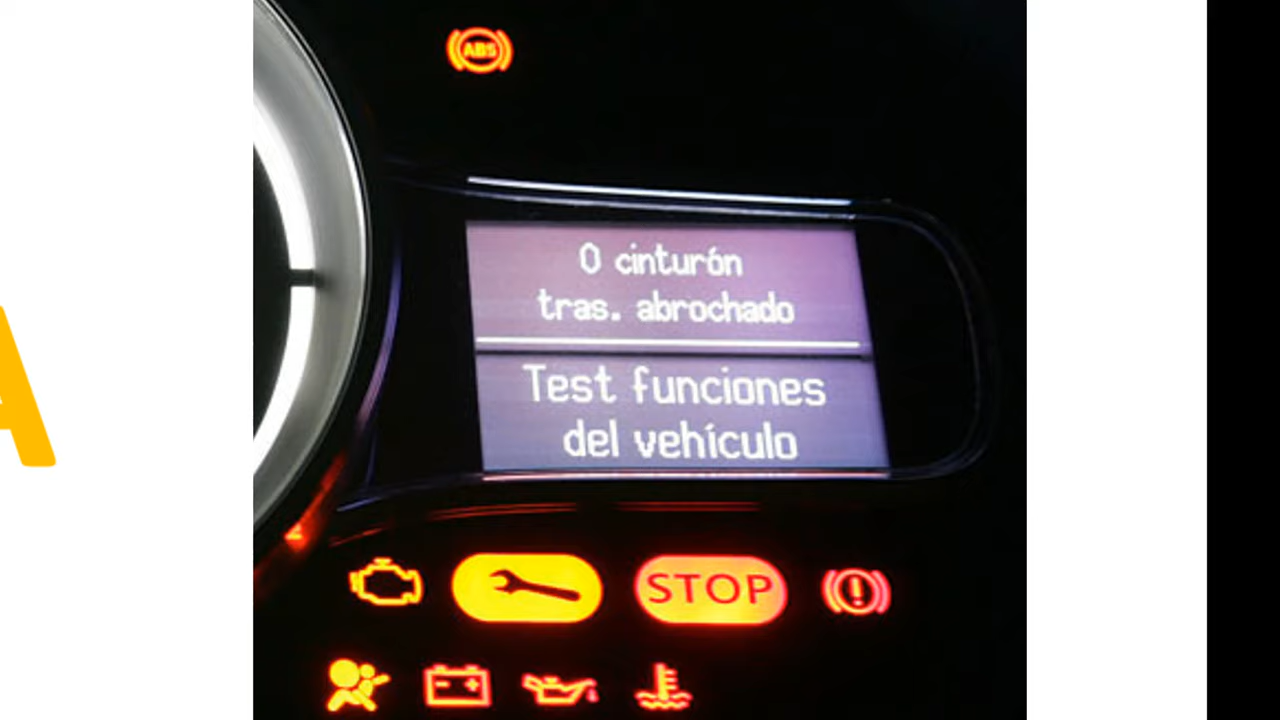 A
ABS
0 cinturón
tras. abrochado
Test funciones
del vehículo
STOP